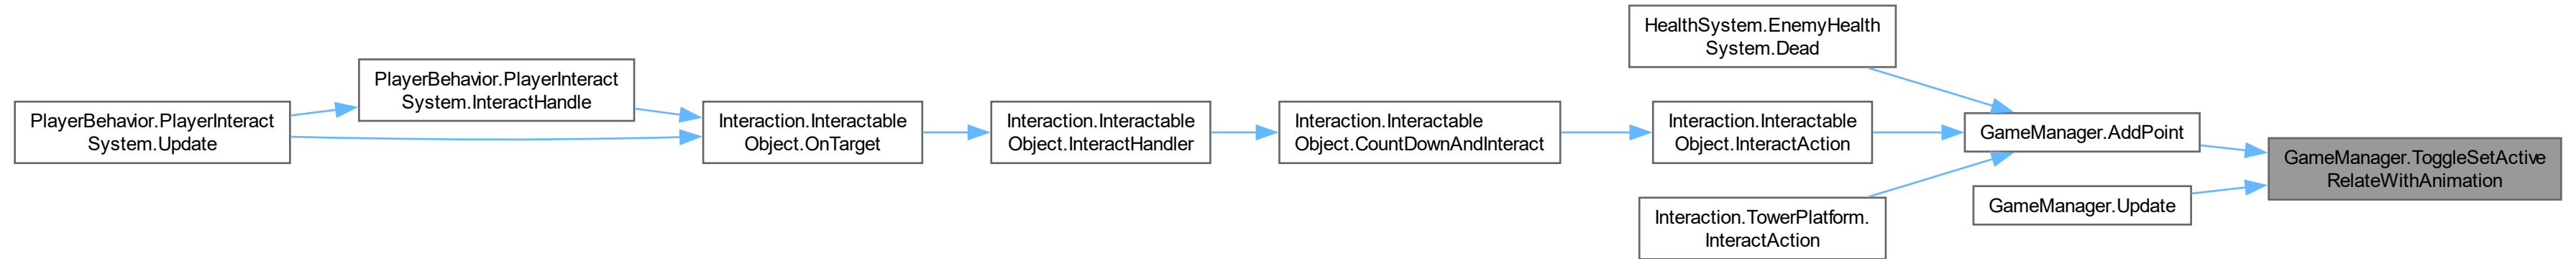 PlayerBehavior.PlayerInteract
System.Update
PlayerBehavior.PlayerInteract
System.InteractHandle
Interaction.Interactable
Object.OnTarget
Interaction.Interactable
Object.InteractHandler
Interaction.Interactable
Object.CountDownAndInteract
HealthSystem.EnemyHealth
System.Dead
Interaction.Interactable
Object.InteractAction
Interaction.TowerPlatform.
InteractAction
GameManager.AddPoint
GameManager.Update
GameManager.ToggleSetActive
RelateWithAnimation